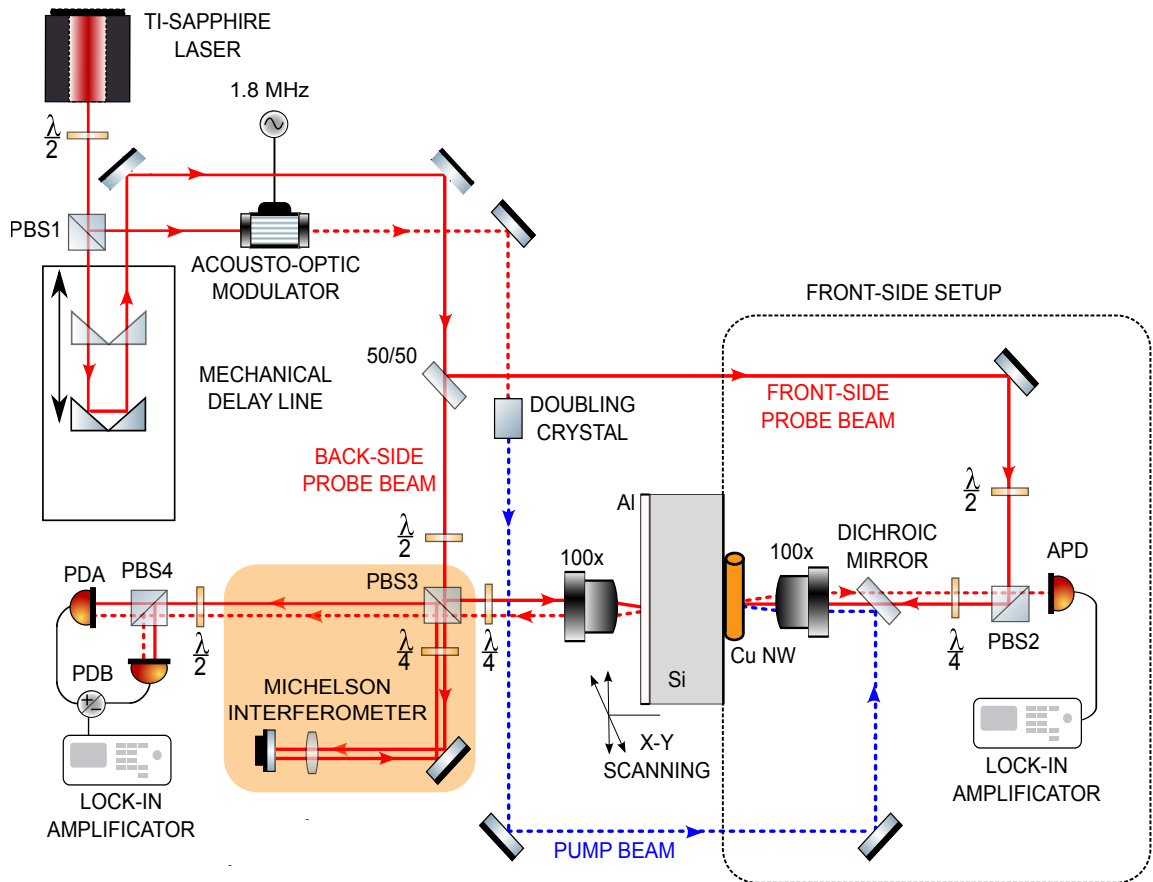 TI-SAPPHIRE
LASER
1.8 MHz
λ/2
PBS1
ACOUSTO-OPTIC
MODULATOR
FRONT-SIDE SETUP
MECHANICAL
DELAY LINE
50/50
FRONT-SIDE
PROBE BEAM
DOUBLING
CRYSTAL
BACK-SIDE
PROBE BEAM
λ/2
Al
λ/2
DICHROIC
MIRROR
100x
100x
APD
PDA
PBS4
PBS3
λ/2
λ/4
λ/4
λ/4
PBS2
Cu NW
Si
PDB
MICHELSON
INTERFEROMETER
X-Y
SCANNING
LOCK-IN
AMPLIFICATOR
LOCK-IN
AMPLIFICATOR
PUMP BEAM